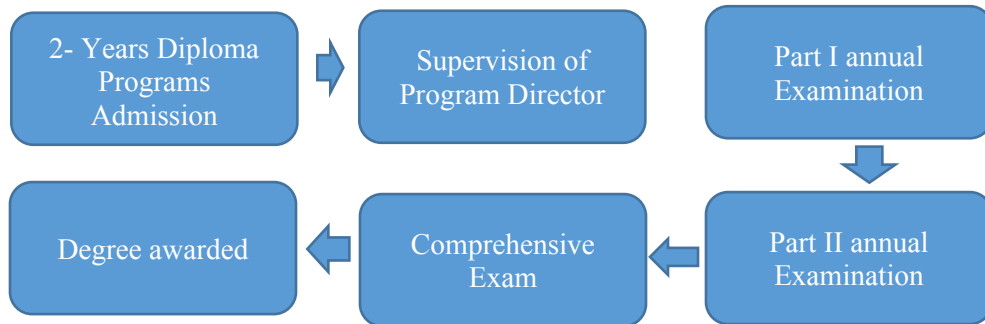 2- Years Diploma
Programs
Admission
Supervision of
Program Director
Part I annual
Examination
Part II annual
Examination
Comprehensive
Exam
Degree awarded